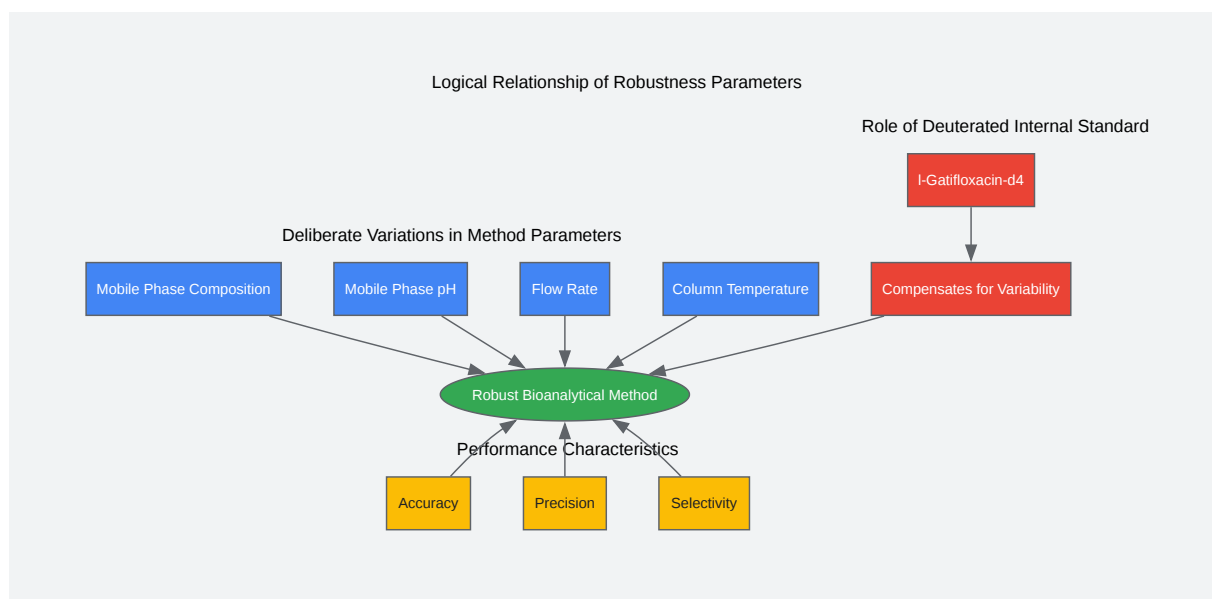 Logical Relationship of Robustness Parameters
Role of Deuterated Internal Standard
l-Gatifloxacin-d4
Deliberate Variations in Method Parameters
Mobile Phase Composition
Mobile Phase pH
Flow Rate
Column Temperature
Compensates for Variability
Robust Bioanalytical Method
Performance Characteristics
Accuracy
Precision
Selectivity